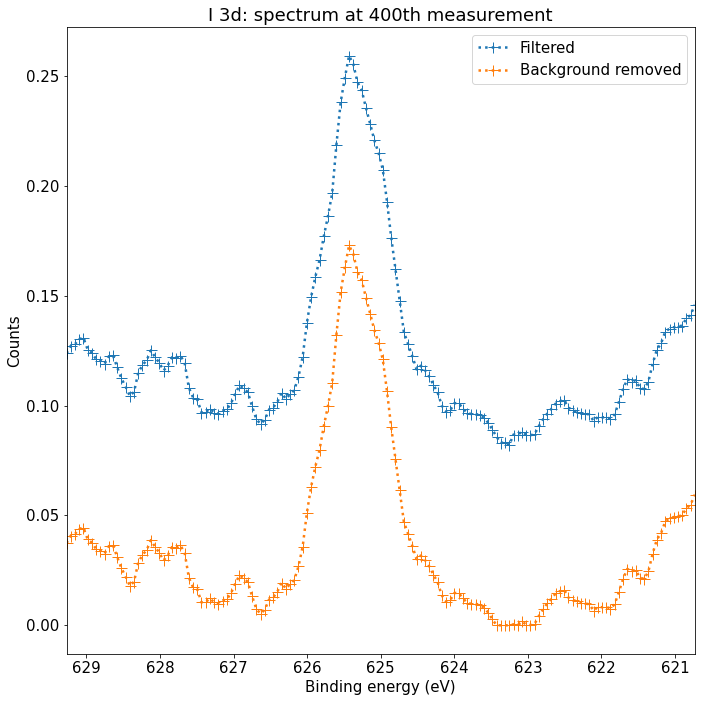 I 3d: spectrum at 400th measurement
Filtered
Background removed
Counts
0.25
0.20
0.15
0.10
0.05
0.00
629 628 627 626 625 624 623 622 621
Binding energy (eV)